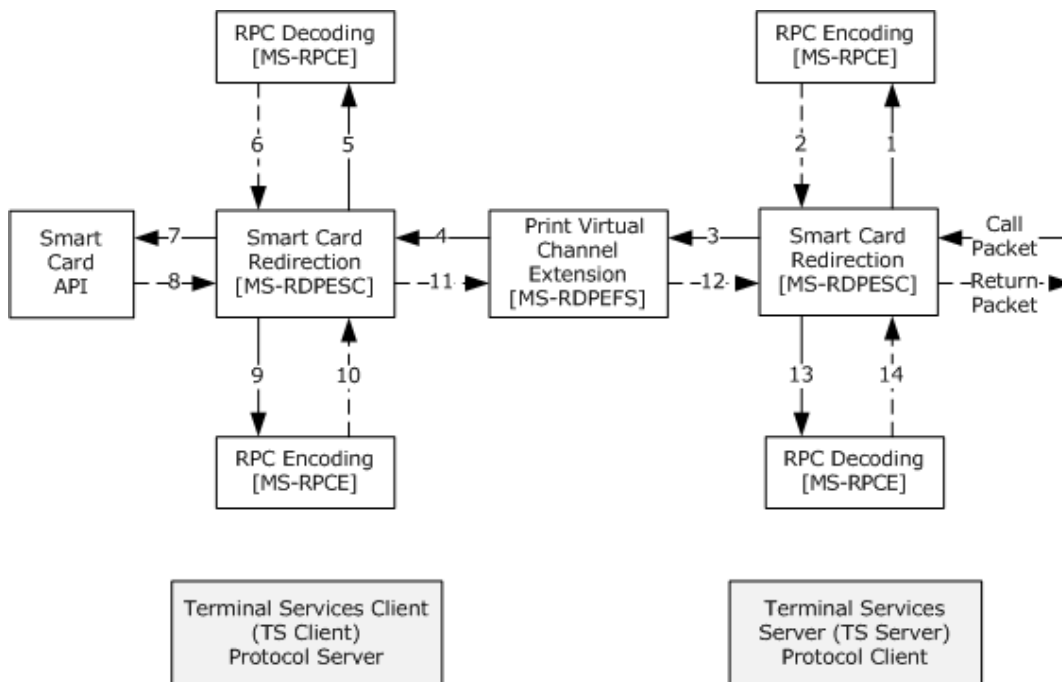 RPC Decoding
[MS-RPCE]
RPC Encoding
[MS-RPCE]
6
5
2
1
Smart
Card
API
7
8
Smart Card
Redirection
[MS-RDPESC]
4
11
Print Virtual
Channel
Extension
[MS-RDPEFS]
3
12
Smart Card
Redirection
[MS-RDPESC]
Call
Packet
Return
Packet
9
10
13
14
RPC Encoding
[MS-RPCE]
RPC Decoding
[MS-RPCE]
Terminal Services Client
(TS Client)
Protocol Server
Terminal Services
Server (TS Server)
Protocol Client